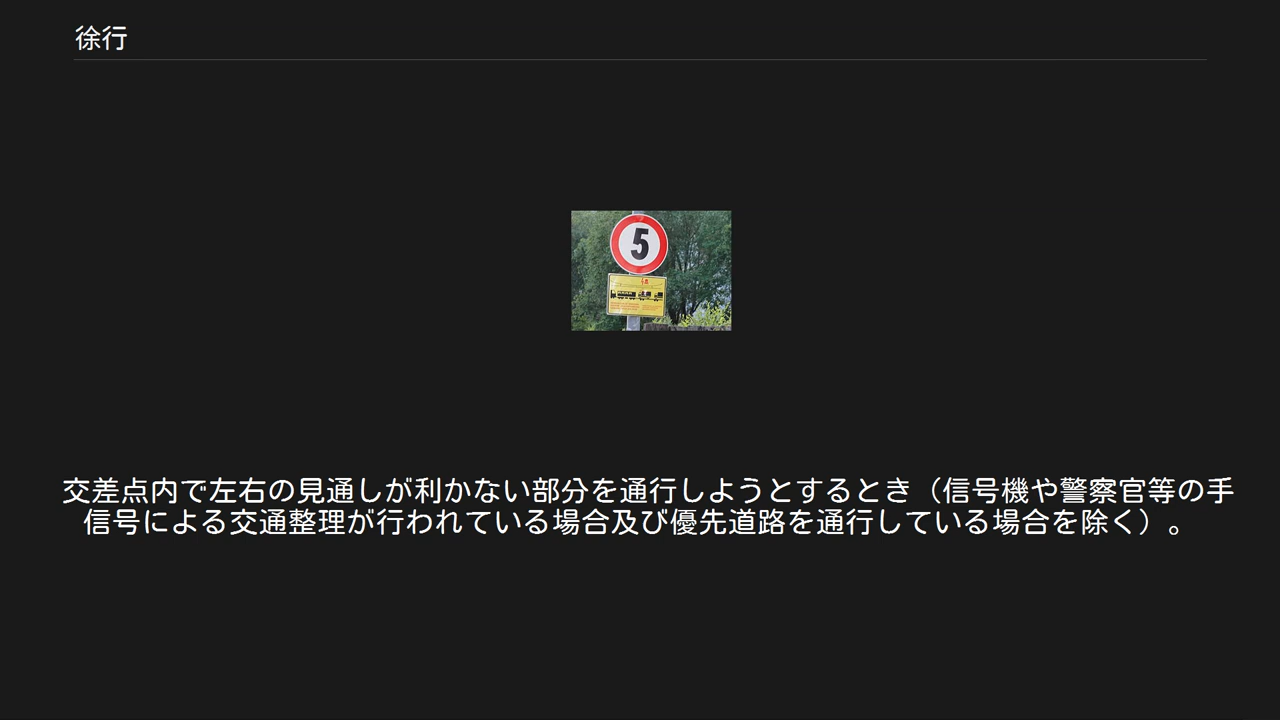 徐行
5
交差点内で左右の見通しが利かない部分を通行しようとするとき（信号機や警察官等の手
信号による交通整理が行われている場合及び優先道路を通行している場合を除く）。